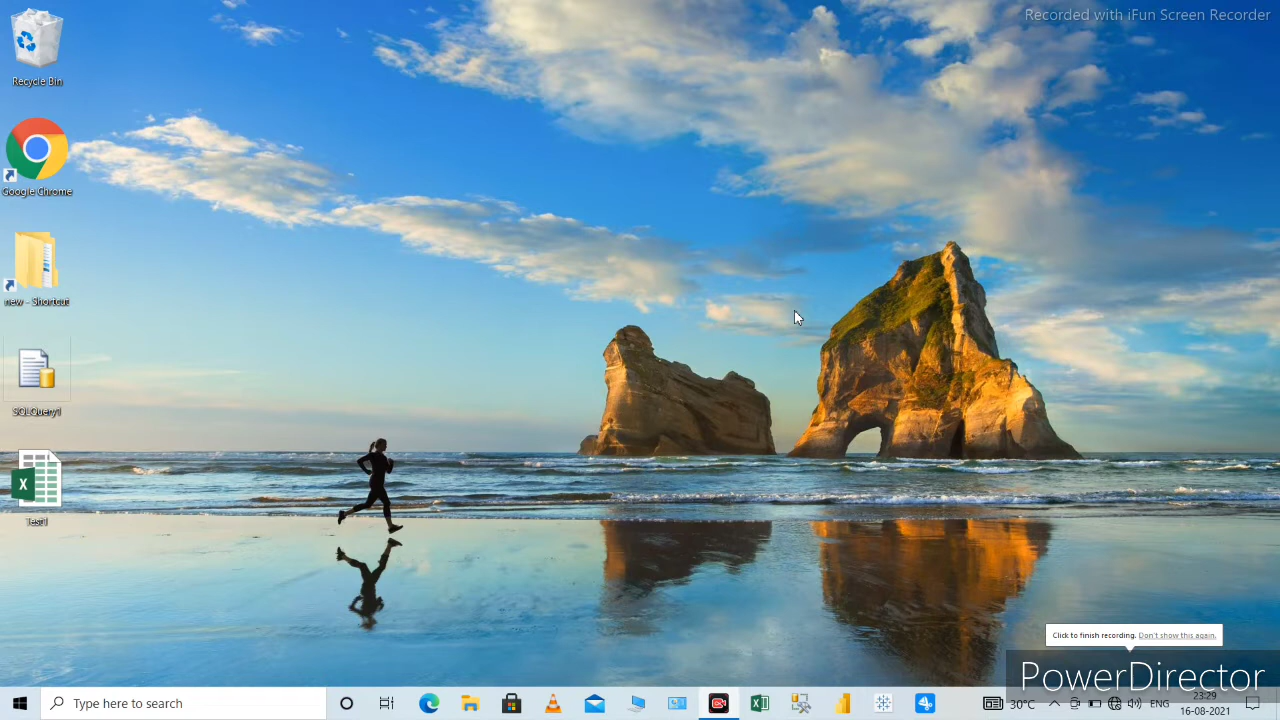 Recorded with iFun Screen Recorder
Recycle Bin
Google Chrome
new - Shortcut
SQLQuery1
Test1
Click to finish recording. Don't show this again.
PowerDirector
Type here to search
30°C
ENG
23:29
16-08-2021